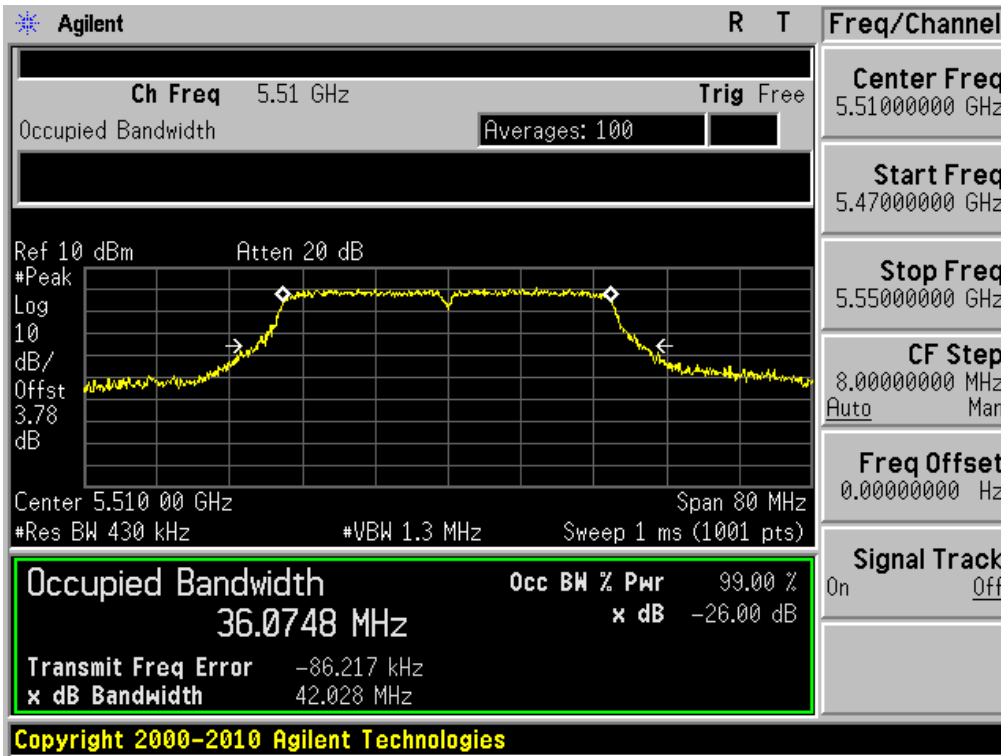 Agilent R T
Ch Freq 5.51 GHz Trig Free
Occupied Bandwidth Averages: 100
Ref 10 dBm Atten 20 dB
#Peak
Log
10
dB/
Offst
3.78
dB
Center 5.510 00 GHz Span 80 MHz
#Res BW 430 kHz #VBW 1.3 MHz Sweep 1 ms (1001 pts)
Occupied Bandwidth
36.0748 MHz
Occ BW % Pwr 99.00 %
x dB -26.00 dB
Transmit Freq Error -86.217 kHz
x dB Bandwidth 42.028 MHz
Copyright 2000-2010 Agilent Technologies
Freq/Channel
Center Freq
5.51000000 GHz
Start Freq
5.47000000 GHz
Stop Freq
5.55000000 GHz
CF Step
8.00000000 MHz
Auto Man
Freq Offset
0.00000000 Hz
Signal Track
On Off